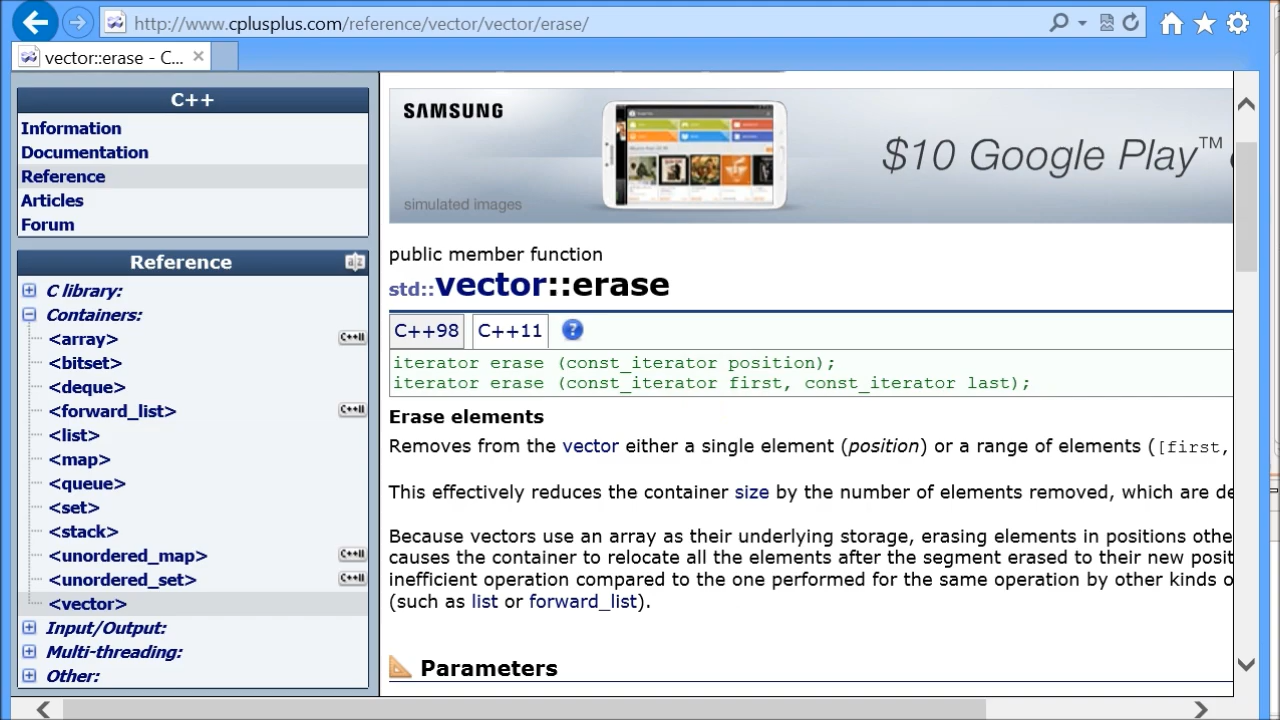 http://www.cplusplus.com/reference/vector/vector/erase/
vector::erase - C...
C++
Information
Documentation
Reference
Articles
Forum
Reference
C library:
Containers:
<array>
C++11
<bitset>
<deque>
<forward_list>
C++11
<list>
<map>
<queue>
<set>
<stack>
<unordered_map>
C++11
<unordered_set>
C++11
<vector>
Input/Output:
Multi-threading:
Other:
SAMSUNG
$10 Google Play™
simulated images
public member function
std::vector::erase
C++98 C++11 ?
iterator erase (const_iterator position);
iterator erase (const_iterator first, const_iterator last);
Erase elements
Removes from the vector either a single element (position) or a range of elements ([first,
This effectively reduces the container size by the number of elements removed, which are de
Because vectors use an array as their underlying storage, erasing elements in positions othe
causes the container to relocate all the elements after the segment erased to their new posit
inefficient operation compared to the one performed for the same operation by other kinds o
(such as list or forward_list).
Parameters